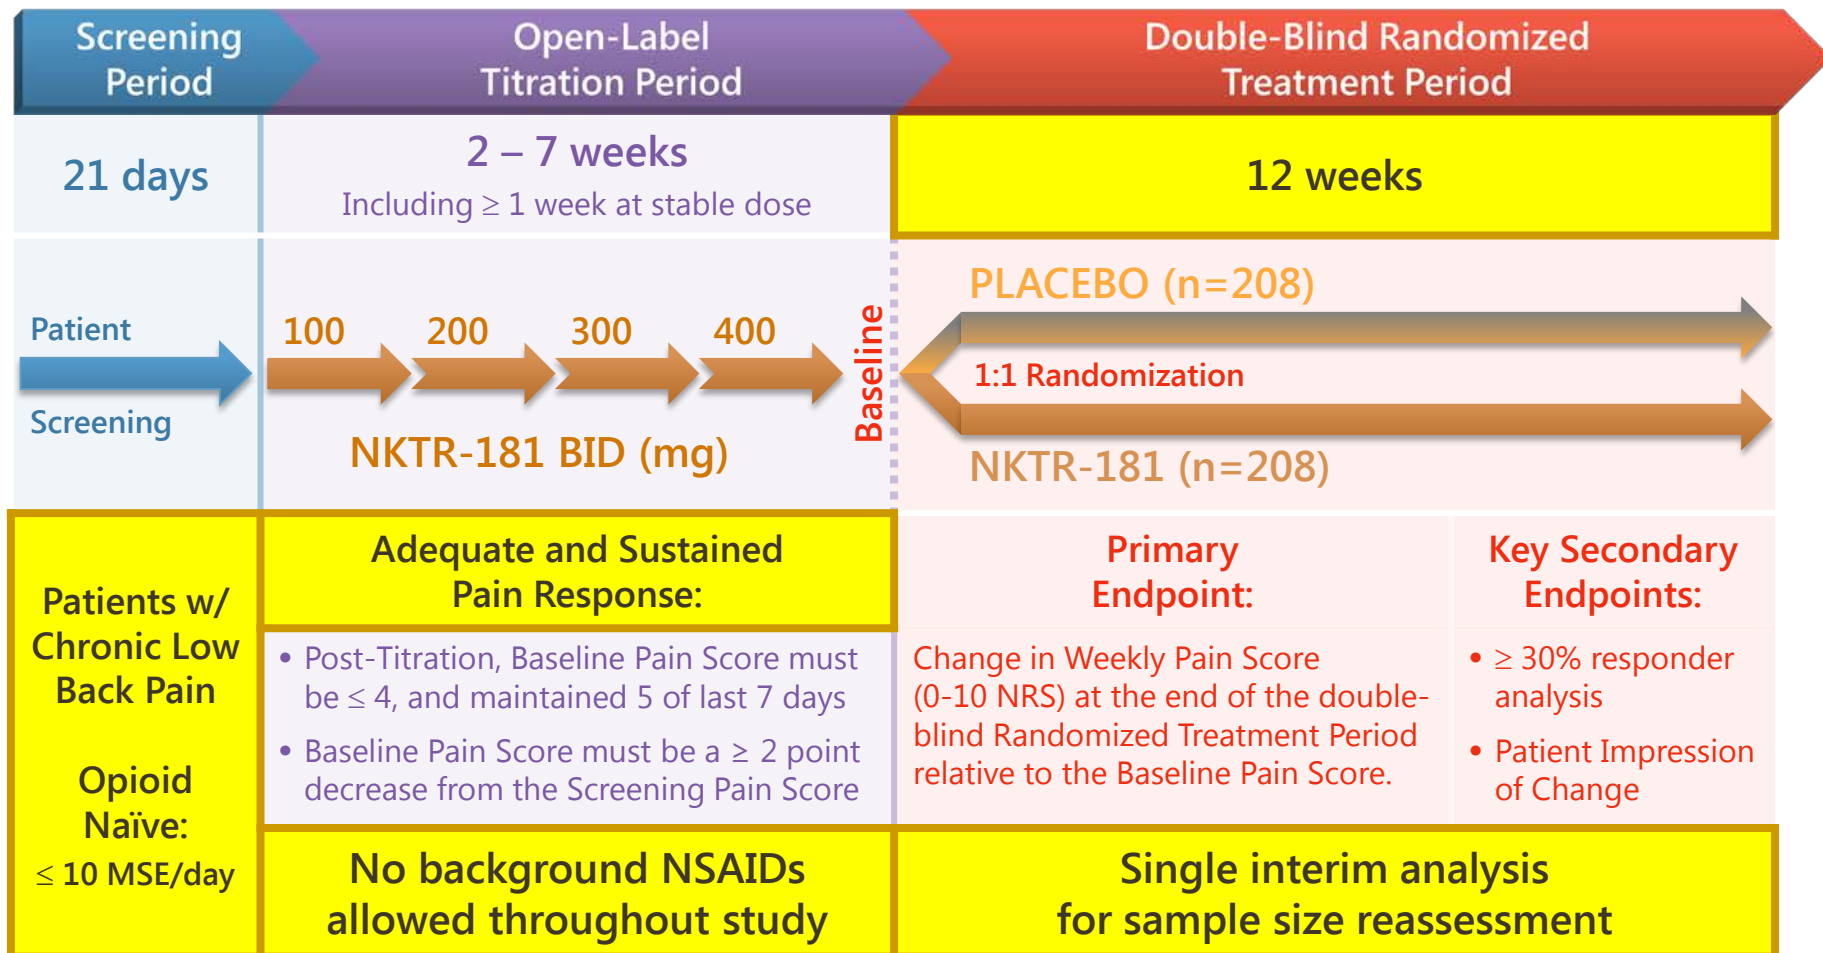 Screening
Period
Open-Label
Titration Period
Double-Blind Randomized
Treatment Period
21 days
2 – 7 weeks
Including ≥ 1 week at stable dose
12 weeks
Patient
Screening
100 200 300 400
NKTR-181 BID (mg)
Baseline
PLACEBO (n=208)
1:1 Randomization
NKTR-181 (n=208)
Patients w/
Chronic Low
Back Pain
Opioid
Naïve:
≤ 10 MSE/day
Adequate and Sustained
Pain Response:
• Post-Titration, Baseline Pain Score must
be ≤ 4, and maintained 5 of last 7 days
• Baseline Pain Score must be a ≥ 2 point
decrease from the Screening Pain Score
No background NSAIDs
allowed throughout study
Primary
Endpoint:
Change in Weekly Pain Score
(0-10 NRS) at the end of the double-
blind Randomized Treatment Period
relative to the Baseline Pain Score.
Key Secondary
Endpoints:
• ≥ 30% responder
analysis
• Patient Impression
of Change
Single interim analysis
for sample size reassessment